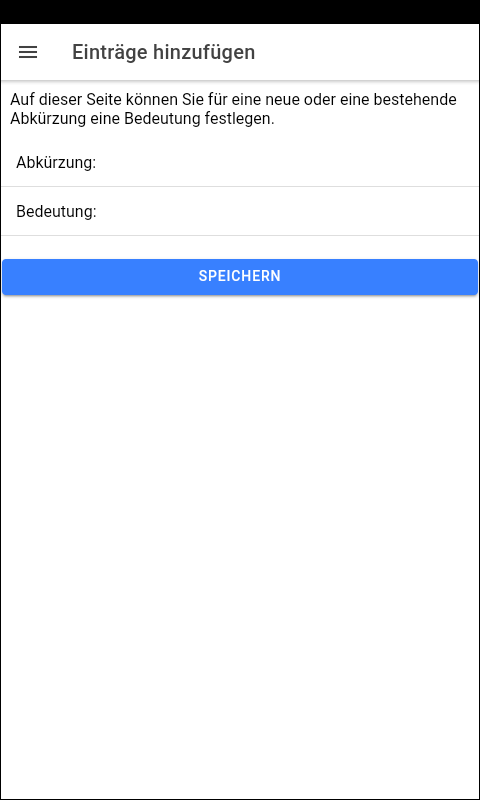 Einträge hinzufügen
Auf dieser Seite können Sie für eine neue oder eine bestehende
Abkürzung eine Bedeutung festlegen.
Abkürzung:
Bedeutung:
SPEICHERN